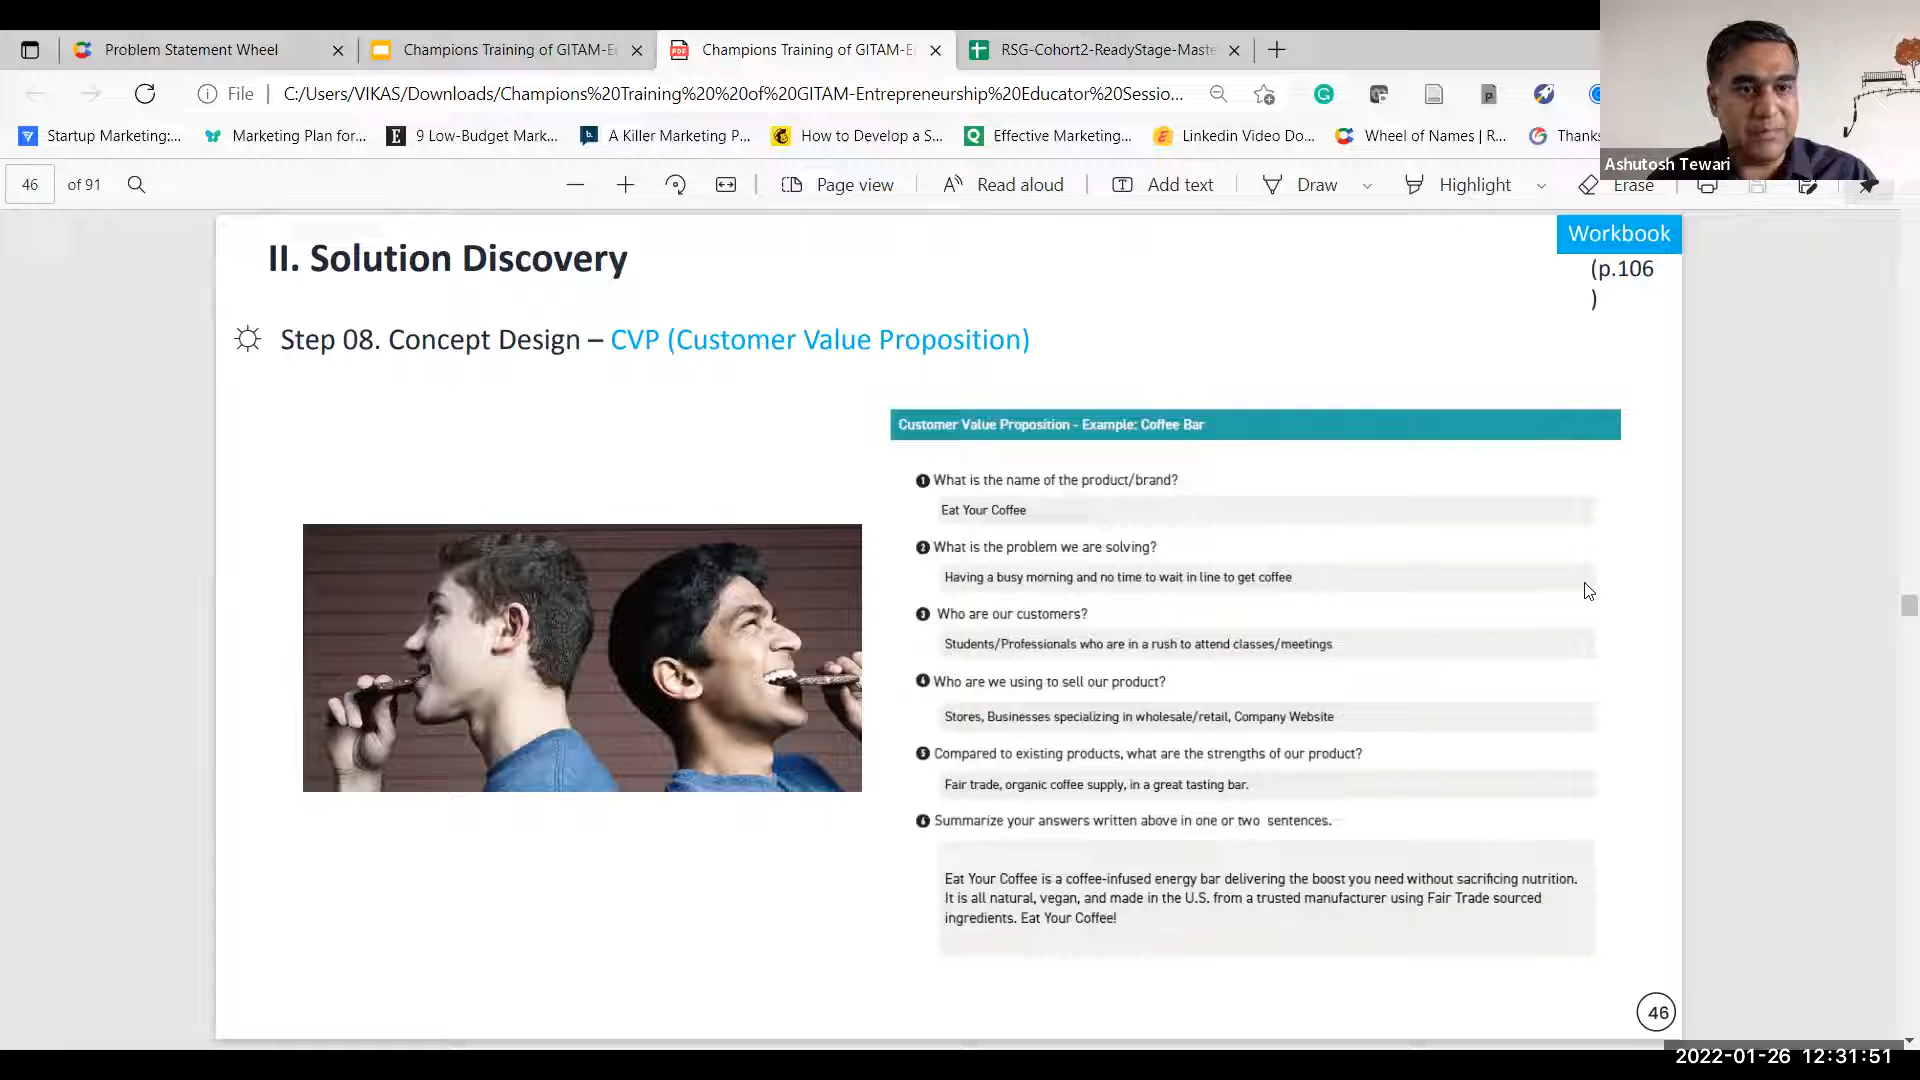 Problem Statement Wheel
Champions Training of GITAM-E
Champions Training of GITAM-E
RSG-Cohort2-ReadyStage-Maste
File
C:/Users/VIKAS/Downloads/Champions%20Training%20%20of%20GITAM-Entrepreneurship%20Educator%20Sessio...
Startup Marketing:...
Marketing Plan for...
9 Low-Budget Mark...
A Killer Marketing P...
How to Develop a S...
Effective Marketing...
Linkedin Video Do...
Wheel of Names | R...
Thanks
Ashutosh Tewari
46 of 91
Page view
Read aloud
Add text
Draw
Highlight
Erase
II. Solution Discovery
Workbook
(p.106
)
Step 08. Concept Design – CVP (Customer Value Proposition)
Customer Value Proposition - Example: Coffee Bar
1 What is the name of the product/brand?
Eat Your Coffee
2 What is the problem we are solving?
Having a busy morning and no time to wait in line to get coffee
3 Who are our customers?
Students/Professionals who are in a rush to attend classes/meetings
4 Who are we using to sell our product?
Stores, Businesses specializing in wholesale/retail, Company Website
5 Compared to existing products, what are the strengths of our product?
Fair trade, organic coffee supply, in a great tasting bar.
6 Summarize your answers written above in one or two sentences.
Eat Your Coffee is a coffee-infused energy bar delivering the boost you need without sacrificing nutrition.
It is all natural, vegan, and made in the U.S. from a trusted manufacturer using Fair Trade sourced
ingredients. Eat Your Coffee!
46
2022-01-26 12:31:51